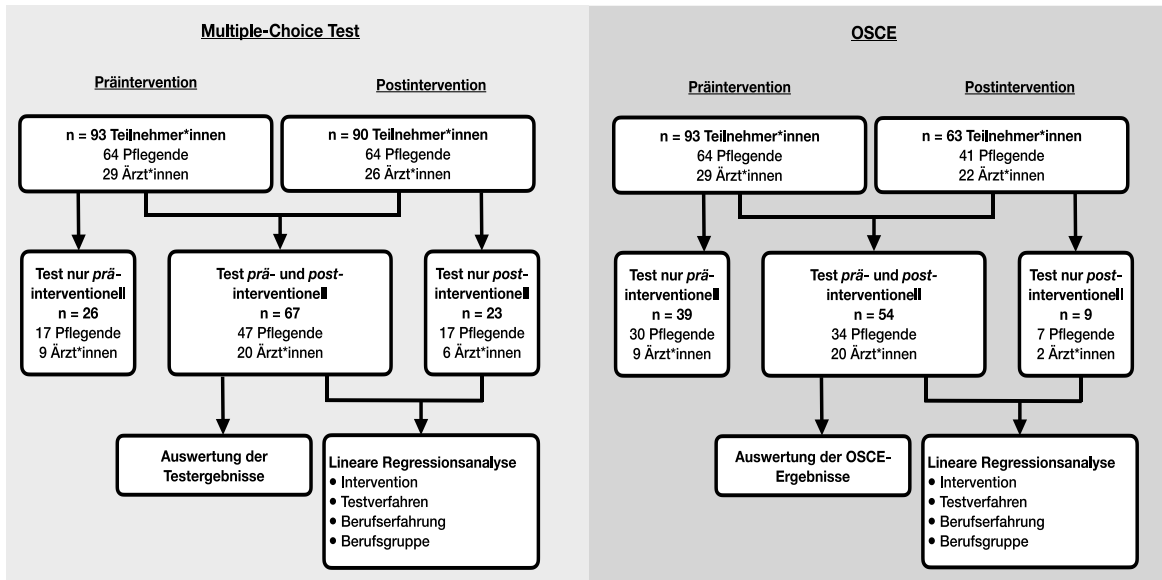 Multiple-Choice Test
Präintervention
Postintervention
n = 93 Teilnehmer*innen
64 Pflegende
29 Ärzt*innen
n = 90 Teilnehmer*innen
64 Pflegende
26 Ärzt*innen
Test nur prä-
interventionell
n = 26
17 Pflegende
9 Ärzt*innen
Test prä- und post-
interventionell
n = 67
47 Pflegende
20 Ärzt*innen
Test nur post-
interventionell
n = 23
17 Pflegende
6 Ärzt*innen
Auswertung der
Testergebnisse
Lineare Regressionsanalyse
• Intervention
• Testverfahren
• Berufserfahrung
• Berufsgruppe
OSCE
Präintervention
Postintervention
n = 93 Teilnehmer*innen
64 Pflegende
29 Ärzt*innen
n = 63 Teilnehmer*innen
41 Pflegende
22 Ärzt*innen
Test nur prä-
interventionell
n = 39
30 Pflegende
9 Ärzt*innen
Test prä- und post-
interventionell
n = 54
34 Pflegende
20 Ärzt*innen
Test nur post-
interventionell
n = 9
7 Pflegende
2 Ärzt*innen
Auswertung der OSCE-
Ergebnisse
Lineare Regressionsanalyse
• Intervention
• Testverfahren
• Berufserfahrung
• Berufsgruppe